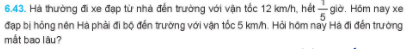 6.43. Hà thường đi xe đạp từ nhà đến trường với vận tốc 12 km/h, hết 1/5 giờ. Hôm nay xe
đạp bị hỏng nên Hà phải đi bộ đến trường với vận tốc 5 km/h. Hỏi hôm này Hà đi đến trường
mất bao lâu?